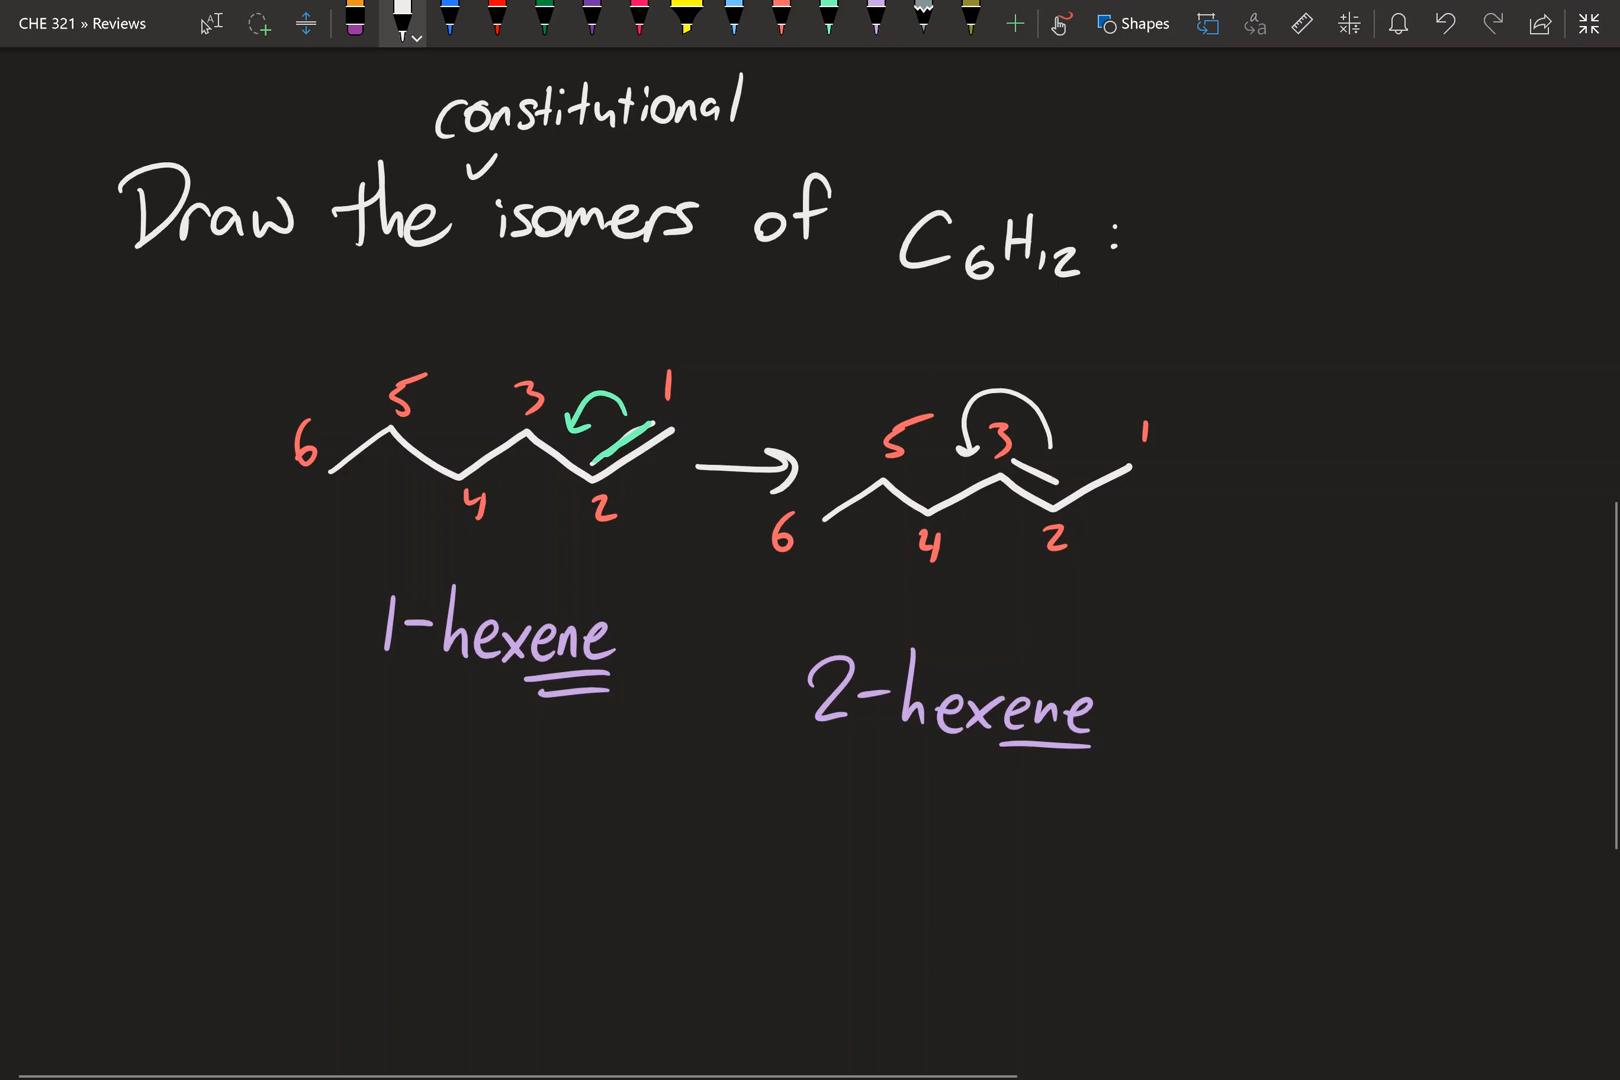 CHE 321 » Reviews
Shapes
constitutional
Draw the isomers of C₆H₁₂:
5 3 1
6
4 2
5 3 1
6 4 2
1-hexene
2-hexene